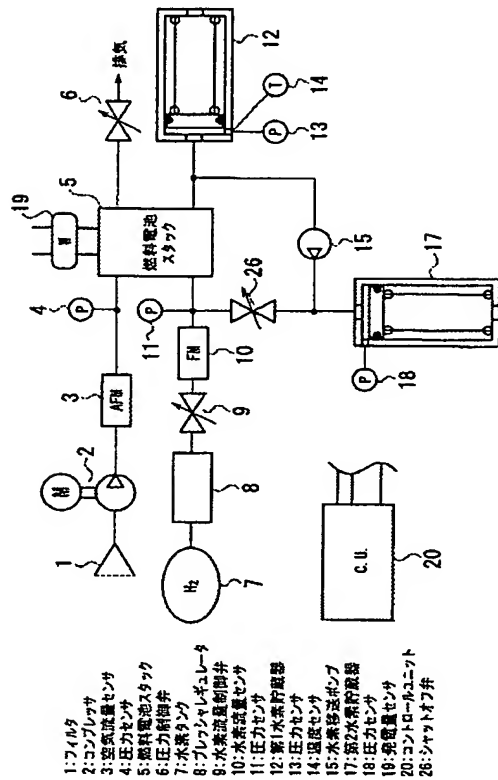 1:フィルタ
2:コンプレッサ
3:空気流量センサ
4:圧力センサ
5:燃料電池スタック
6:圧力制御弁
7:水素タンク
8:プレッシャレギュレータ
9:水素流量制御弁
10:水素流量センサ
11:圧力センサ
12:第1水素貯蔵器
13:圧力センサ
14:温度センサ
15:水素移送ポンプ
17:第2水素貯蔵器
18:圧力センサ
19:発電量センサ
20:コントロールユニット
26:シャットオフ弁
1
2
M
3
AFM
4
P
19
W
5
燃料電池
スタック
6
排気
7
H₂
8
9
10
FM
11
P
26
12
13
P
14
T
15
17
18
P
20
C.U.